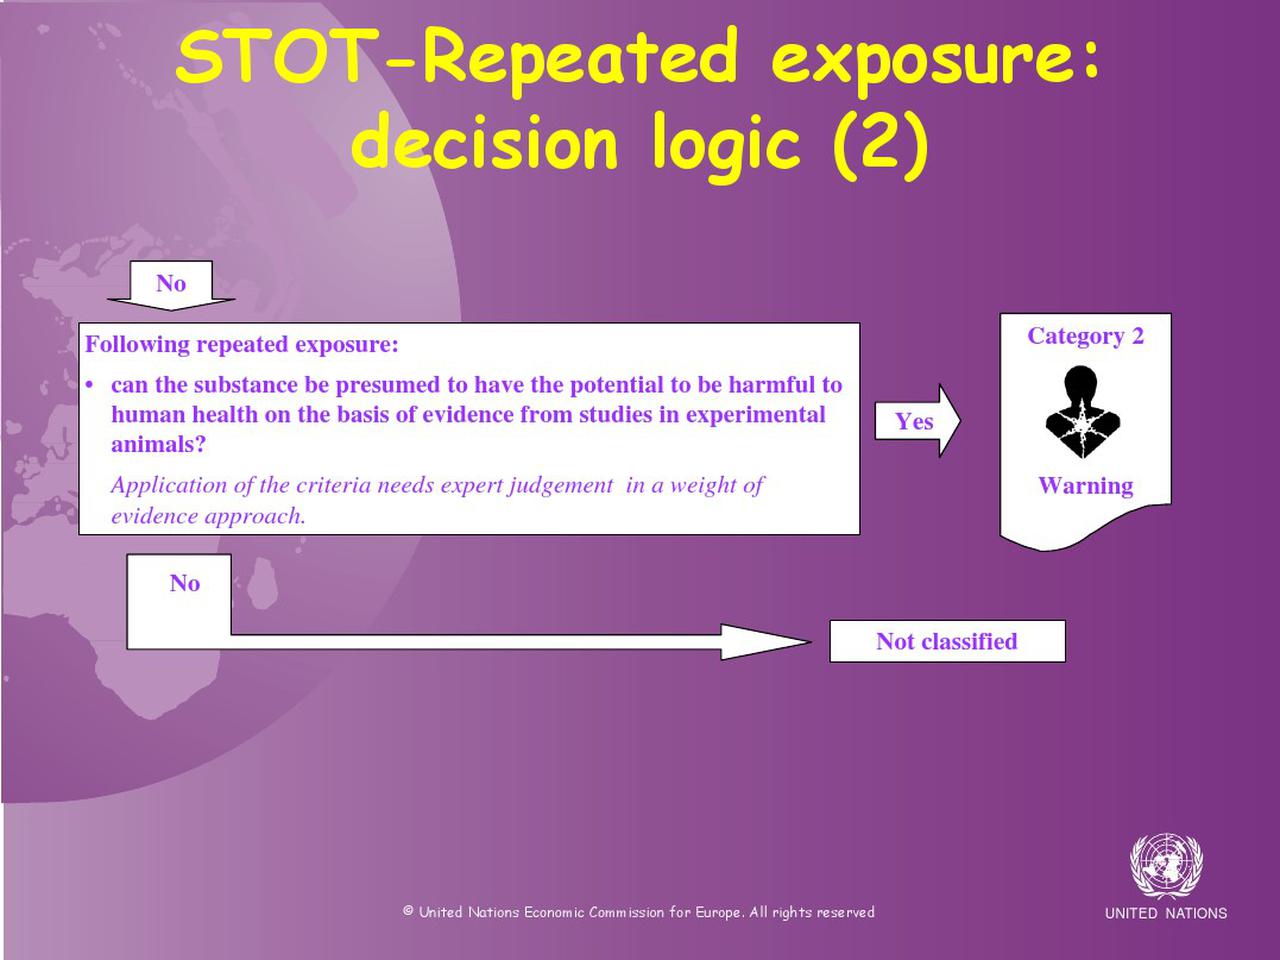 STOT-Repeated exposure:
decision logic (2)
No
Following repeated exposure:
• can the substance be presumed to have the potential to be harmful to
human health on the basis of evidence from studies in experimental
animals?
Application of the criteria needs expert judgement  in a weight of
evidence approach.
Yes
Category 2
Warning
No
Not classified
© United Nations Economic Commission for Europe. All rights reserved
UNITED NATIONS